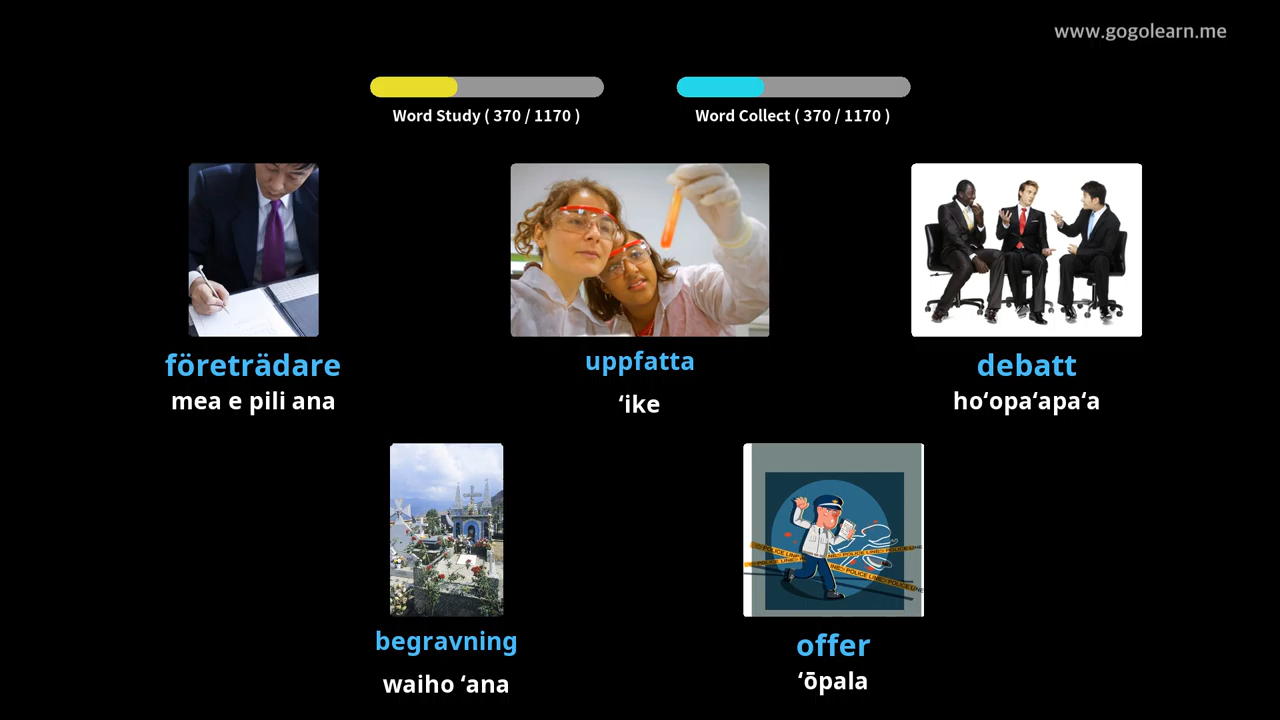 www.gogolearn.me
Word Study ( 370 / 1170 )
Word Collect ( 370 / 1170 )
företrädare
mea e pili ana
uppfatta
ʻike
debatt
hoʻopaʻapaʻa
begravning
waiho ʻana
offer
ʻōpala